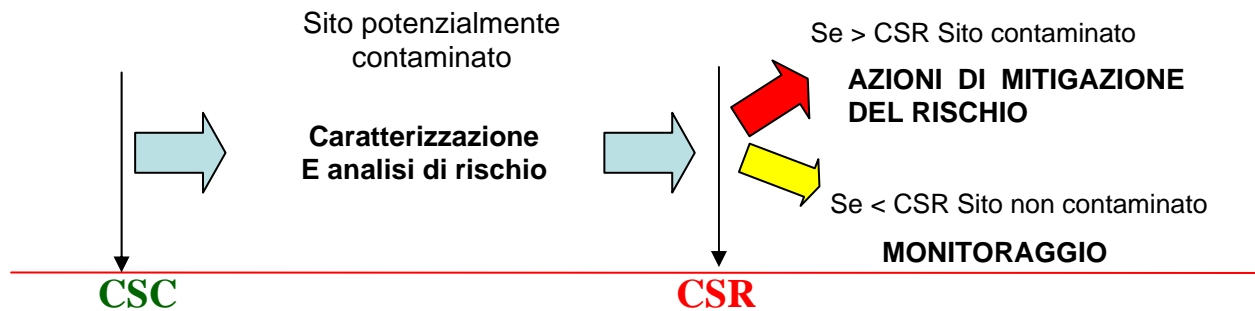 Sito potenzialmente
contaminato
Caratterizzazione
E analisi di rischio
Se > CSR Sito contaminato
AZIONI DI MITIGAZIONE
DEL RISCHIO
Se < CSR Sito non contaminato
MONITORAGGIO
CSC
CSR